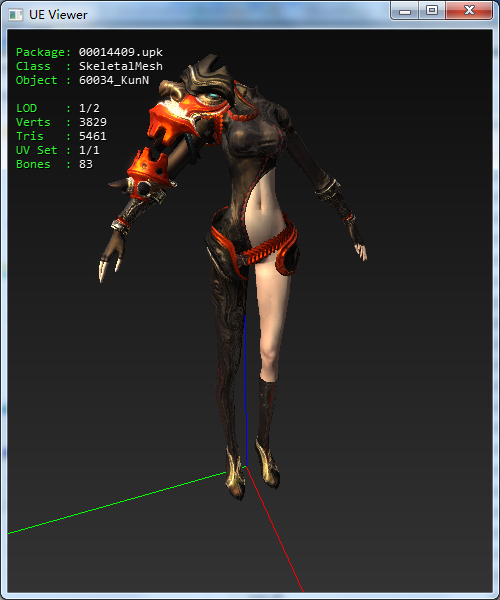 UE Viewer
Package: 00014409.upk
Class : SkeletalMesh
Object : 60034_KunN
LOD : 1/2
Verts : 3829
Tris : 5461
UV Set : 1/1
Bones : 83